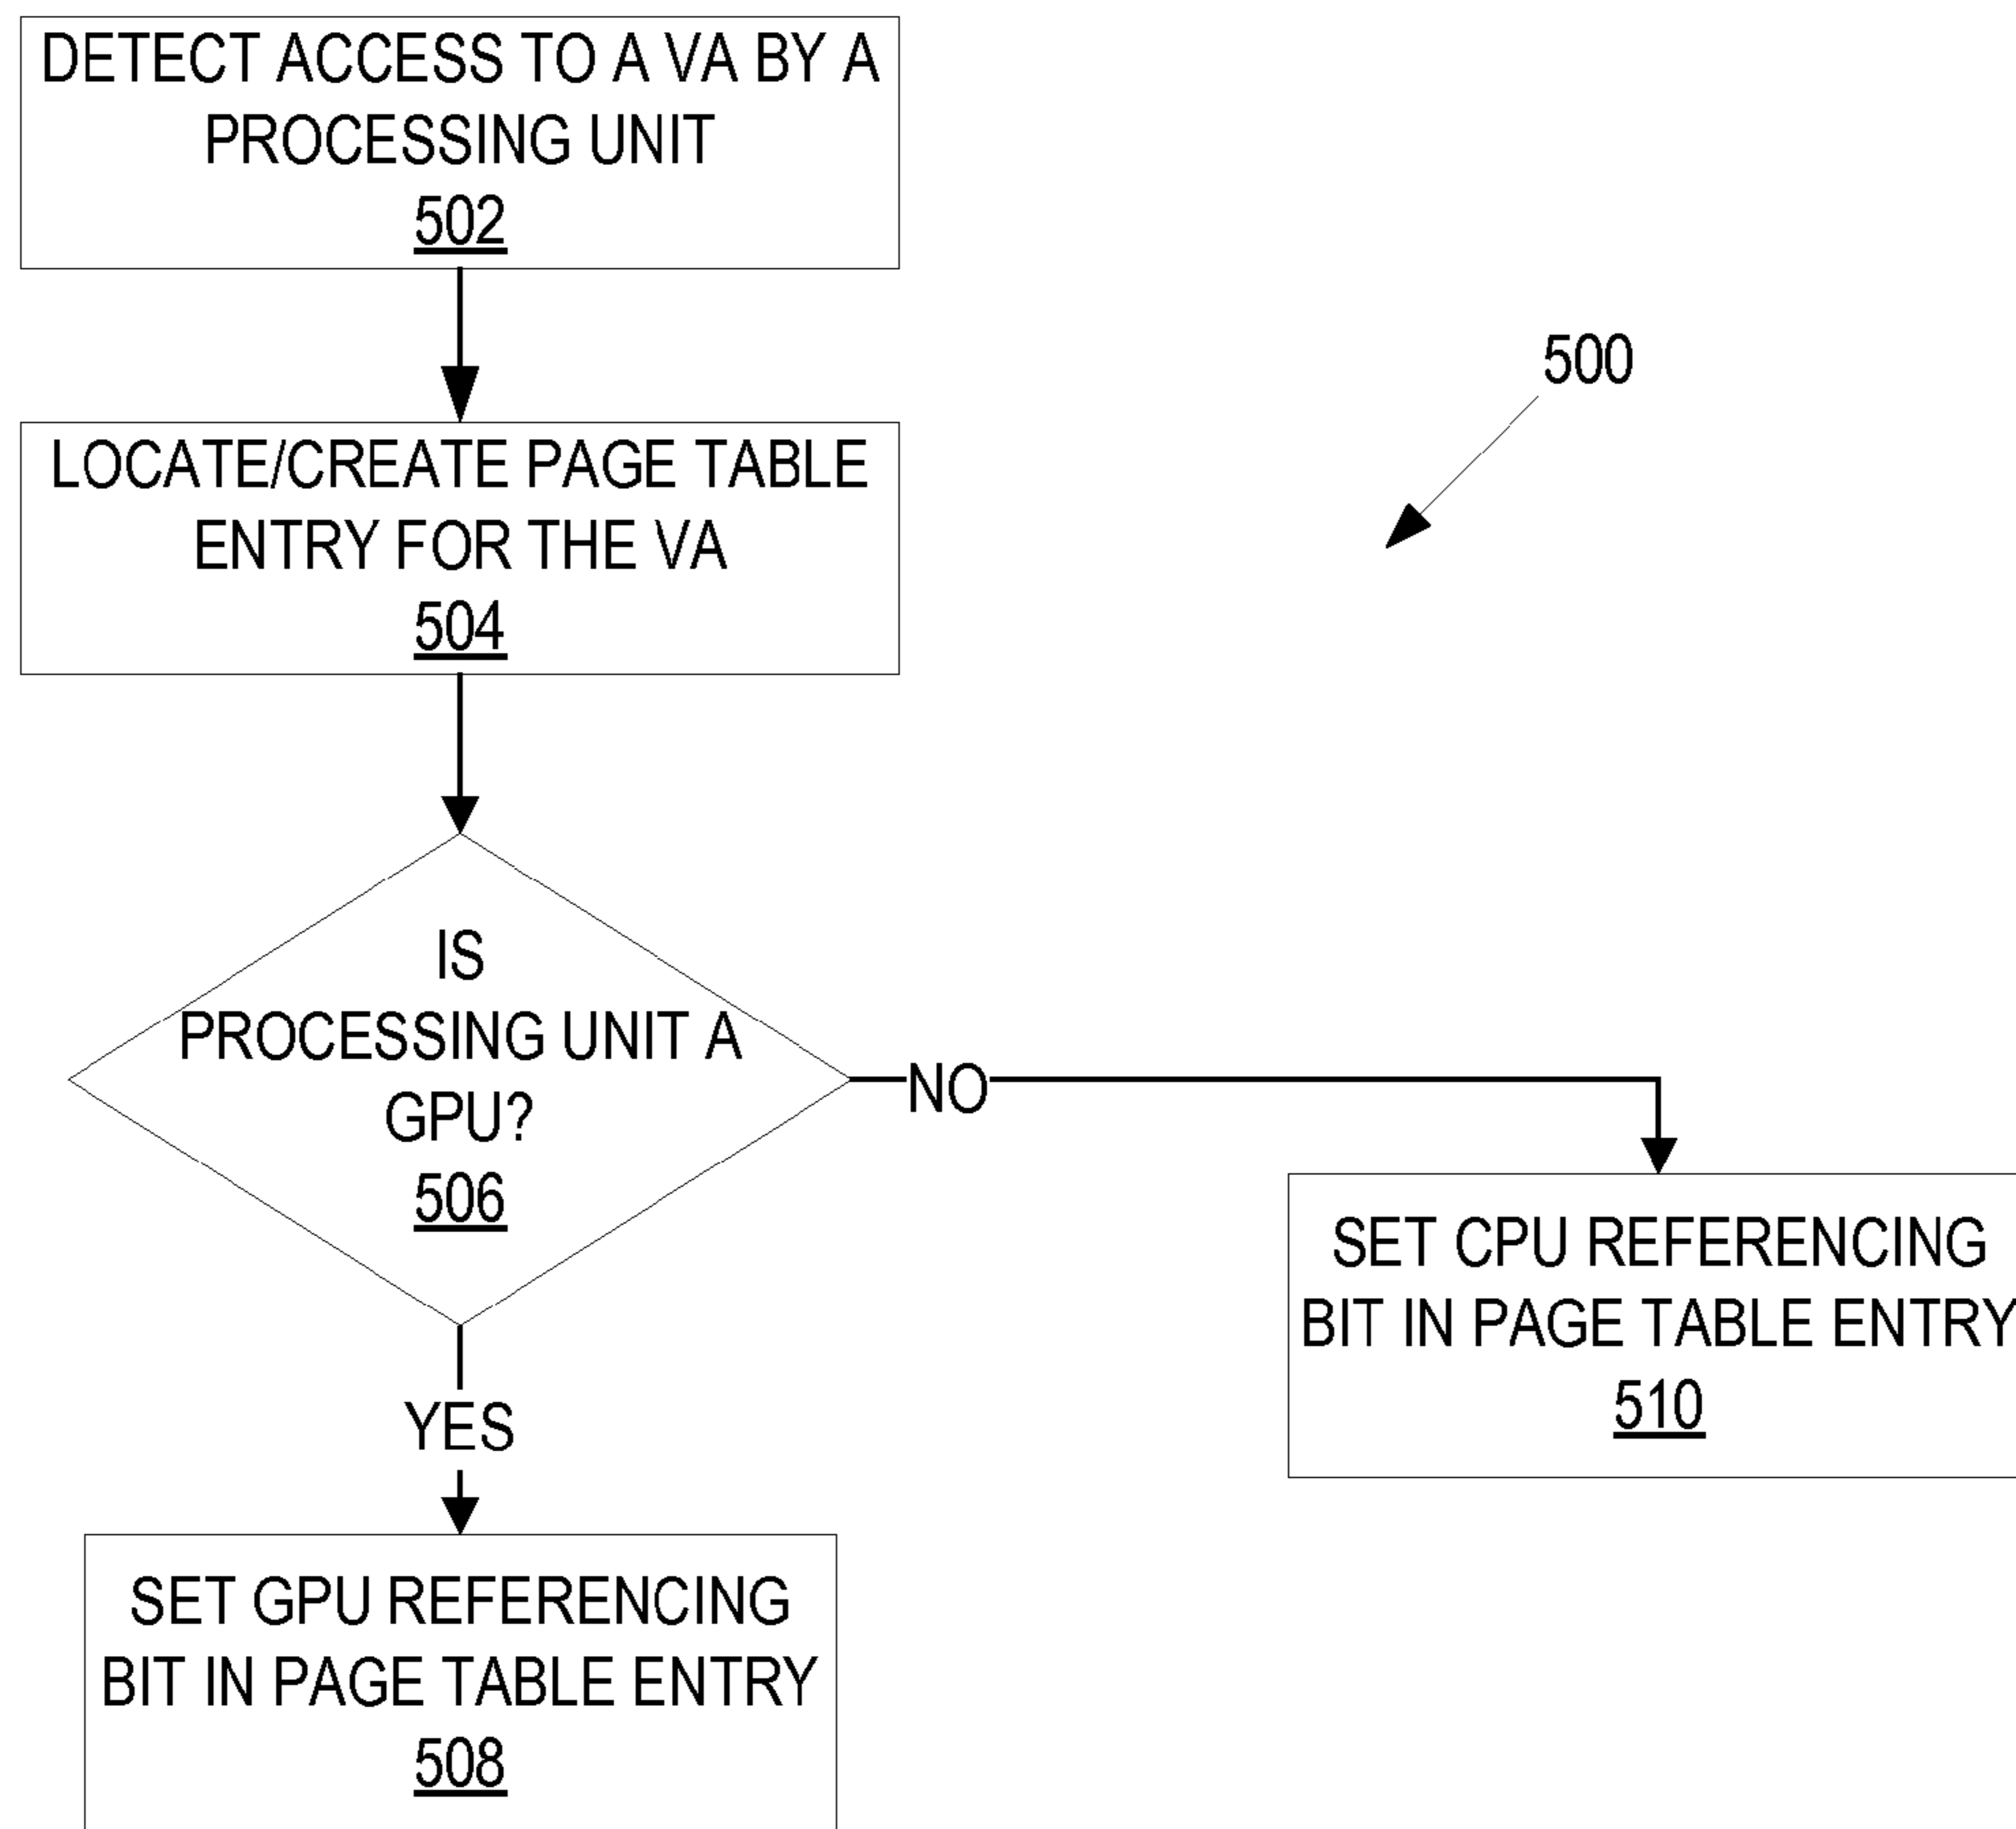 DETECT ACCESS TO A VA BY A
PROCESSING UNIT
502
500
LOCATE/CREATE PAGE TABLE
ENTRY FOR THE VA
504
IS
PROCESSING UNIT A
GPU?
506
NO
YES
SET CPU REFERENCING
BIT IN PAGE TABLE ENTRY
510
SET GPU REFERENCING
BIT IN PAGE TABLE ENTRY
508